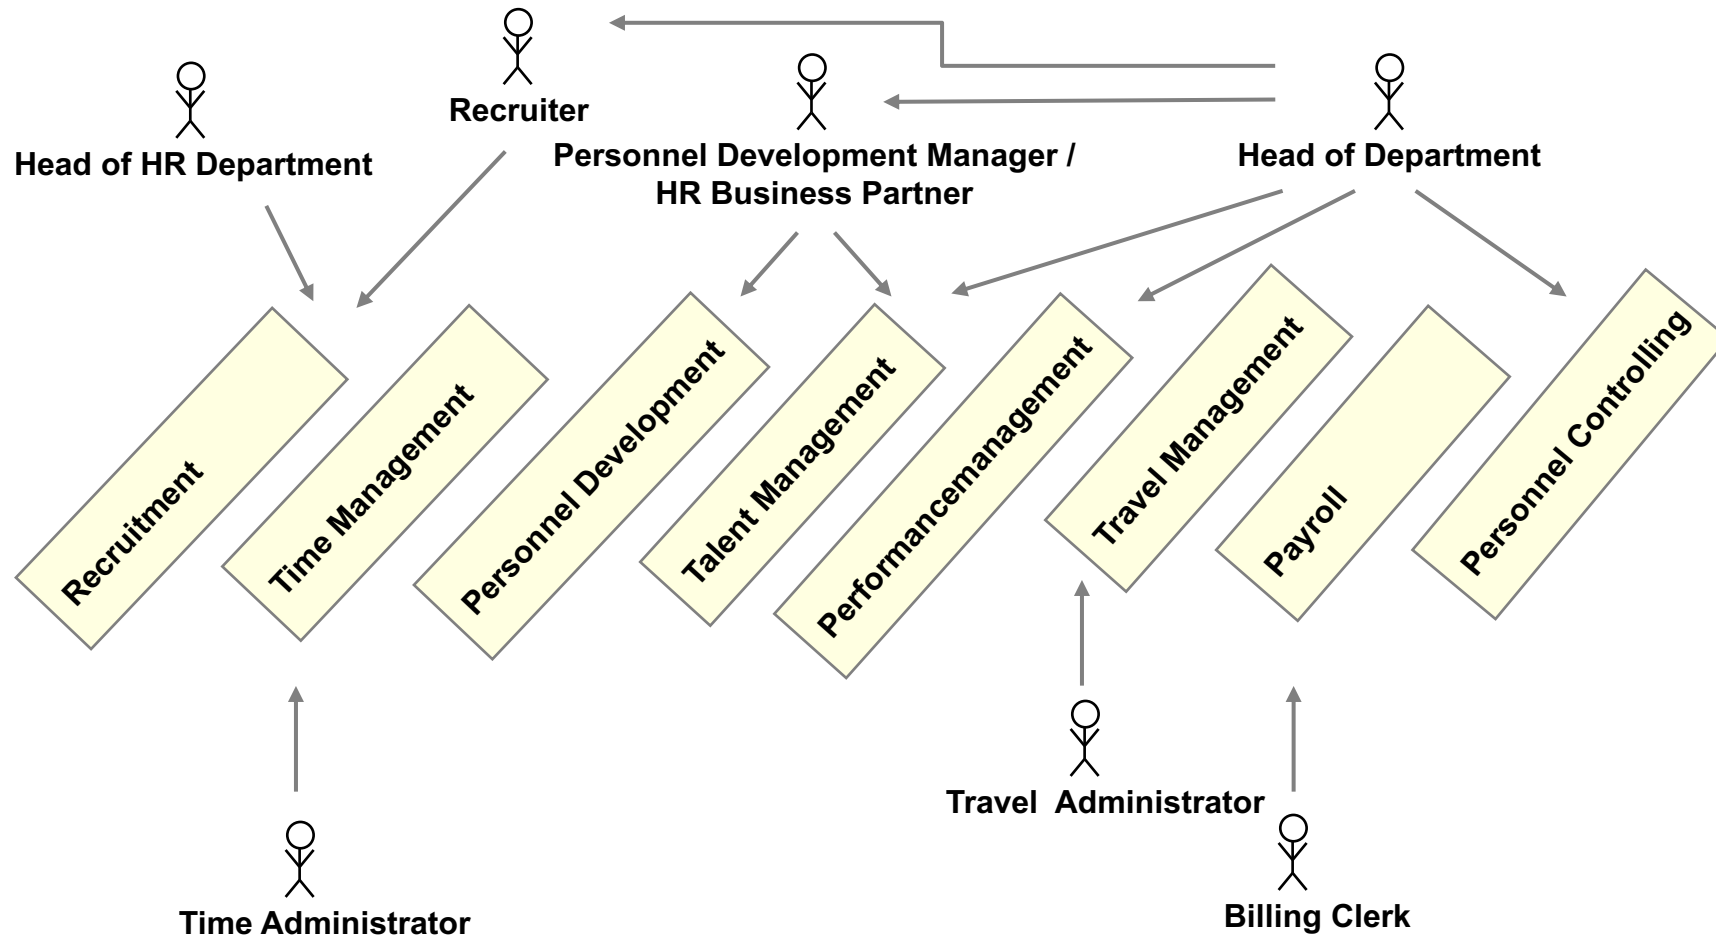 Recruiter
Head of HR Department
Personnel Development Manager /
HR Business Partner
Head of Department
Recruitment
Time Management
Personnel Development
Talent Management
Performancemanagement
Travel Management
Payroll
Personnel Controlling
Travel  Administrator
Time Administrator
Billing Clerk